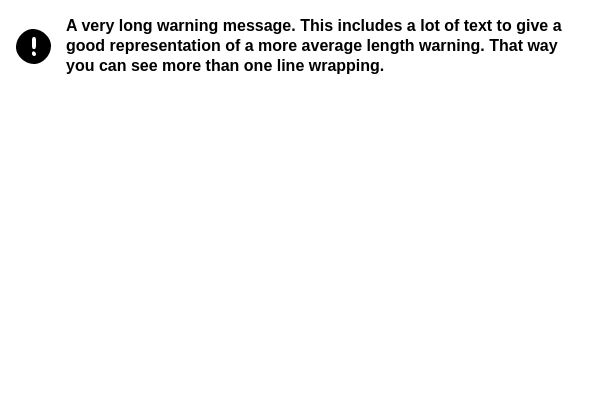 A very long warning message. This includes a lot of text to give a
good representation of a more average length warning. That way
you can see more than one line wrapping.